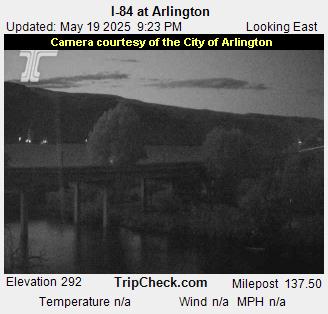 I-84 at Arlington
Updated: May 19 2025  9:23 PM Looking East
Camera courtesy of the City of Arlington
Elevation 292 TripCheck.com Milepost 137.50
Temperature n/a Wind n/a MPH n/a